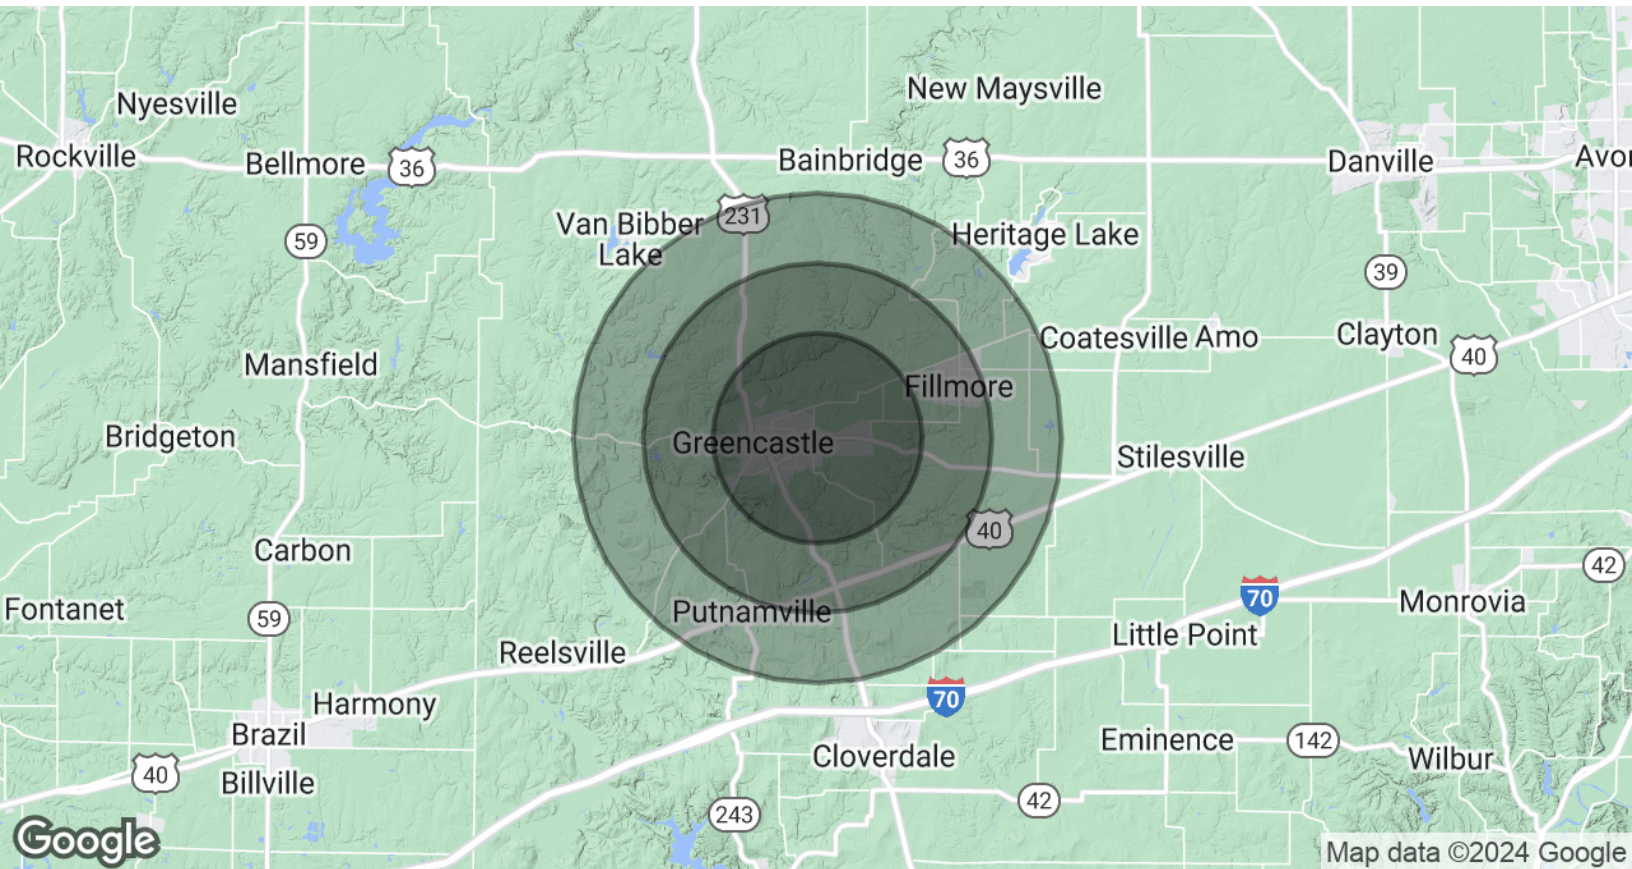 New Maysville
Nyesville
Rockville
Bellmore
36
Bainbridge
36
Danville
Avor
Van Bibber
Lake
231
Heritage Lake
59
39
Mansfield
Coatesville
Amo
Clayton
40
Fillmore
Bridgeton
Greencastle
Stilesville
Carbon
40
42
Fontanet
59
Putnamville
70
Monrovia
Reelsville
Little Point
Harmony
70
Brazil
Cloverdale
Eminence
142
Wilbur
40
Billville
243
42
Google
Map data ©2024 Google